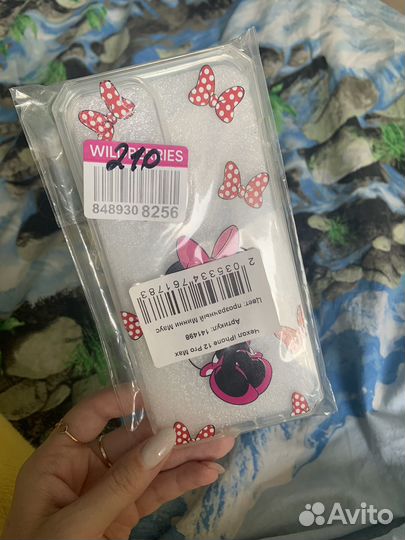 WILDBERRIES
210
848930 8256
2 035334 761783
Чехол iPhone 12 Pro Max
Артикул: 141498
Цвет: прозрачный Минни Маус
Avito